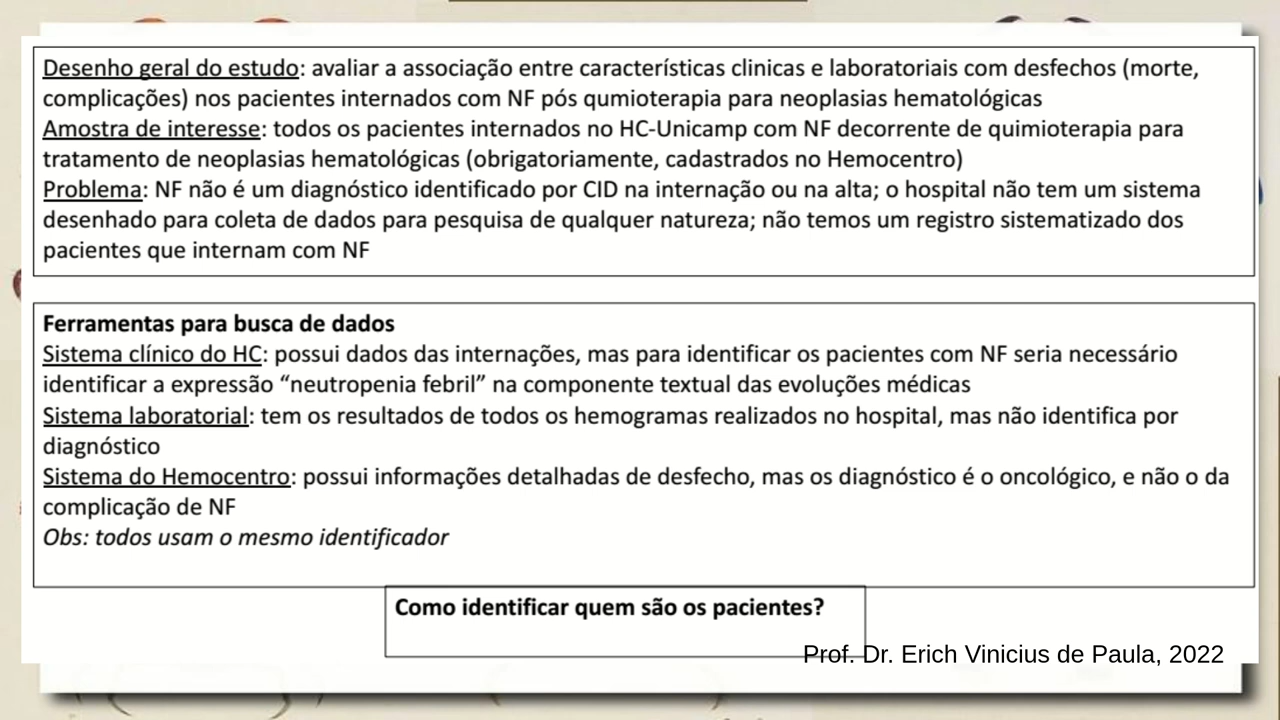 Desenho geral do estudo: avaliar a associação entre características clinicas e laboratoriais com desfechos (morte,
complicações) nos pacientes internados com NF pós qumioterapia para neoplasias hematológicas
Amostra de interesse: todos os pacientes internados no HC-Unicamp com NF decorrente de quimioterapia para
tratamento de neoplasias hematológicas (obrigatoriamente, cadastrados no Hemocentro)
Problema: NF não é um diagnóstico identificado por CID na internação ou na alta; o hospital não tem um sistema
desenhado para coleta de dados para pesquisa de qualquer natureza; não temos um registro sistematizado dos
pacientes que internam com NF
Ferramentas para busca de dados
Sistema clínico do HC: possui dados das internações, mas para identificar os pacientes com NF seria necessário
identificar a expressão “neutropenia febril” na componente textual das evoluções médicas
Sistema laboratorial: tem os resultados de todos os hemogramas realizados no hospital, mas não identifica por
diagnóstico
Sistema do Hemocentro: possui informações detalhadas de desfecho, mas os diagnóstico é o oncológico, e não o da
complicação de NF
Obs: todos usam o mesmo identificador
Como identificar quem são os pacientes?
Prof. Dr. Erich Vinicius de Paula, 2022